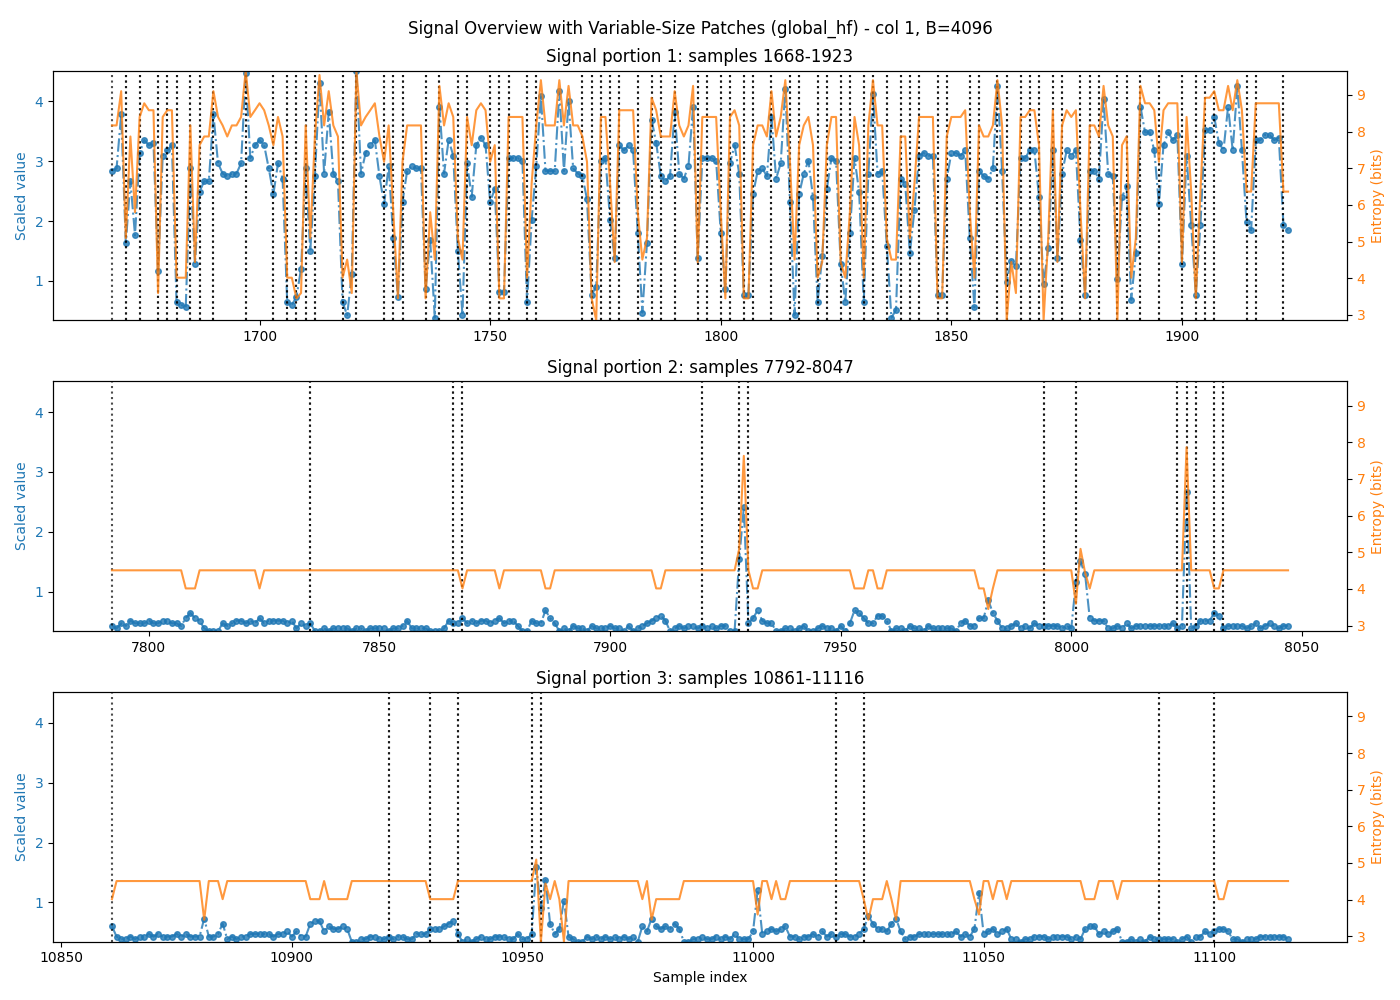 Signal Overview with Variable-Size Patches (global_hf) - col 1, B=4096
Signal portion 1: samples 1668-1923
4
3
2
1
Scaled value
9
8
7
6
5
4
3
Entropy (bits)
1700 1750 1800 1850 1900
Signal portion 2: samples 7792-8047
4
3
2
1
Scaled value
9
8
7
6
5
4
3
Entropy (bits)
7800 7850 7900 7950 8000 8050
Signal portion 3: samples 10861-11116
4
3
2
1
Scaled value
9
8
7
6
5
4
3
Entropy (bits)
10850 10900 10950 11000 11050 11100
Sample index